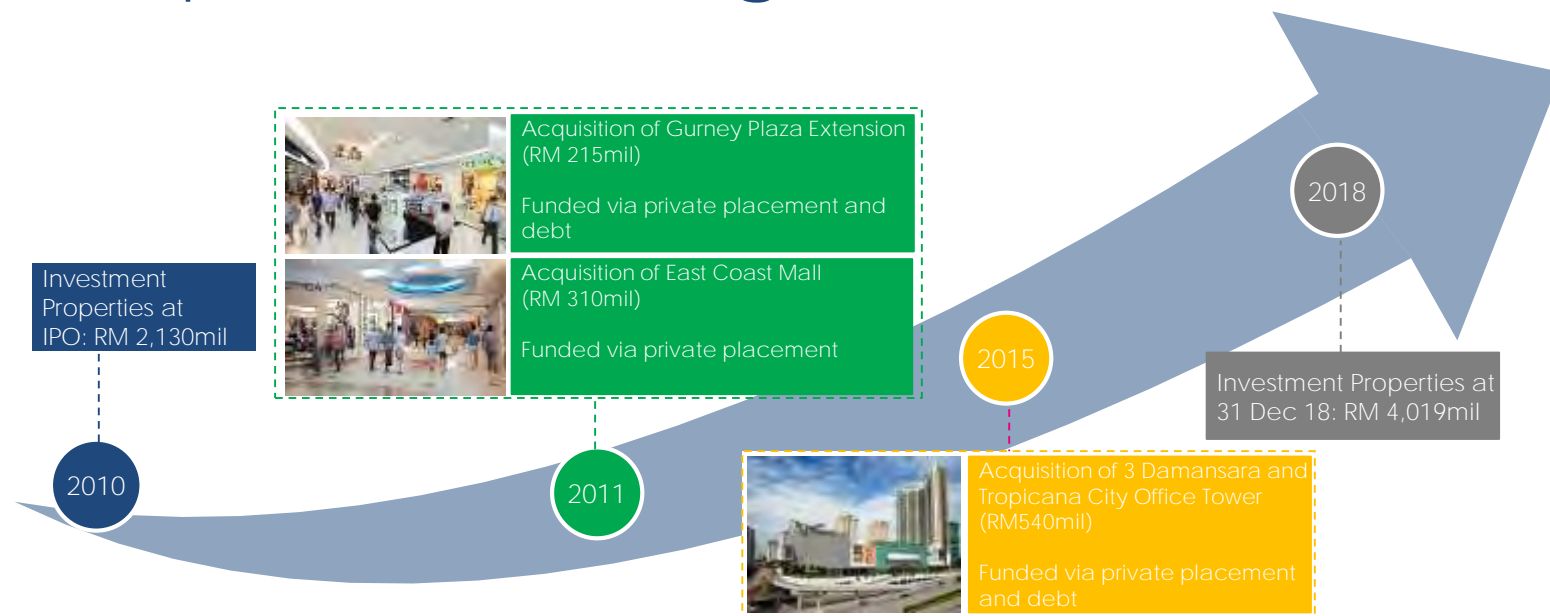 Investment
Properties at
IPO: RM 2,130mil
2010
Acquisition of Gurney Plaza Extension
(RM 215mil)
Funded via private placement and
debt
Acquisition of East Coast Mall
(RM 310mil)
Funded via private placement
2011
2015
Acquisition of 3 Damansara and
Tropicana City Office Tower
(RM540mil)
Funded via private placement
and debt
2018
Investment Properties at
31 Dec 18: RM 4,019mil